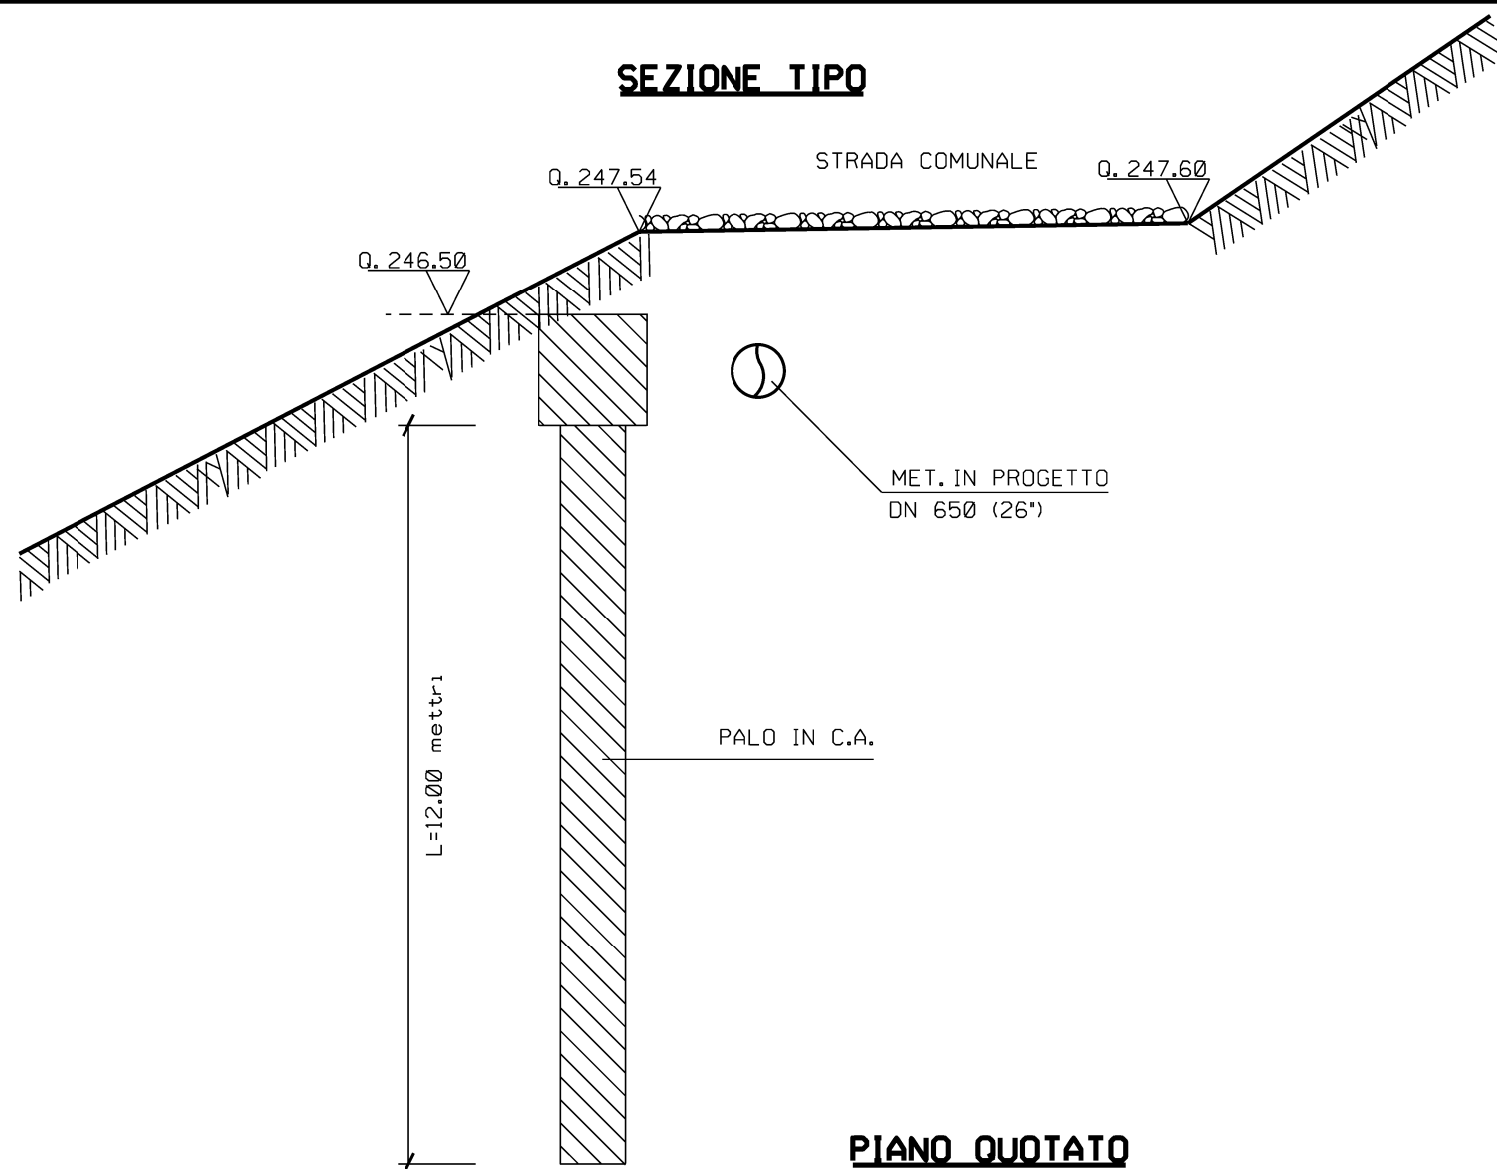 SEZIONE TIPO
STRADA COMUNALE
Q. 247.54
Q. 247.60
Q. 246.50
MET. IN PROGETTO
DN 650 (26")
L=12.00 mettri
PALO IN C.A.
PIANO QUOTATO